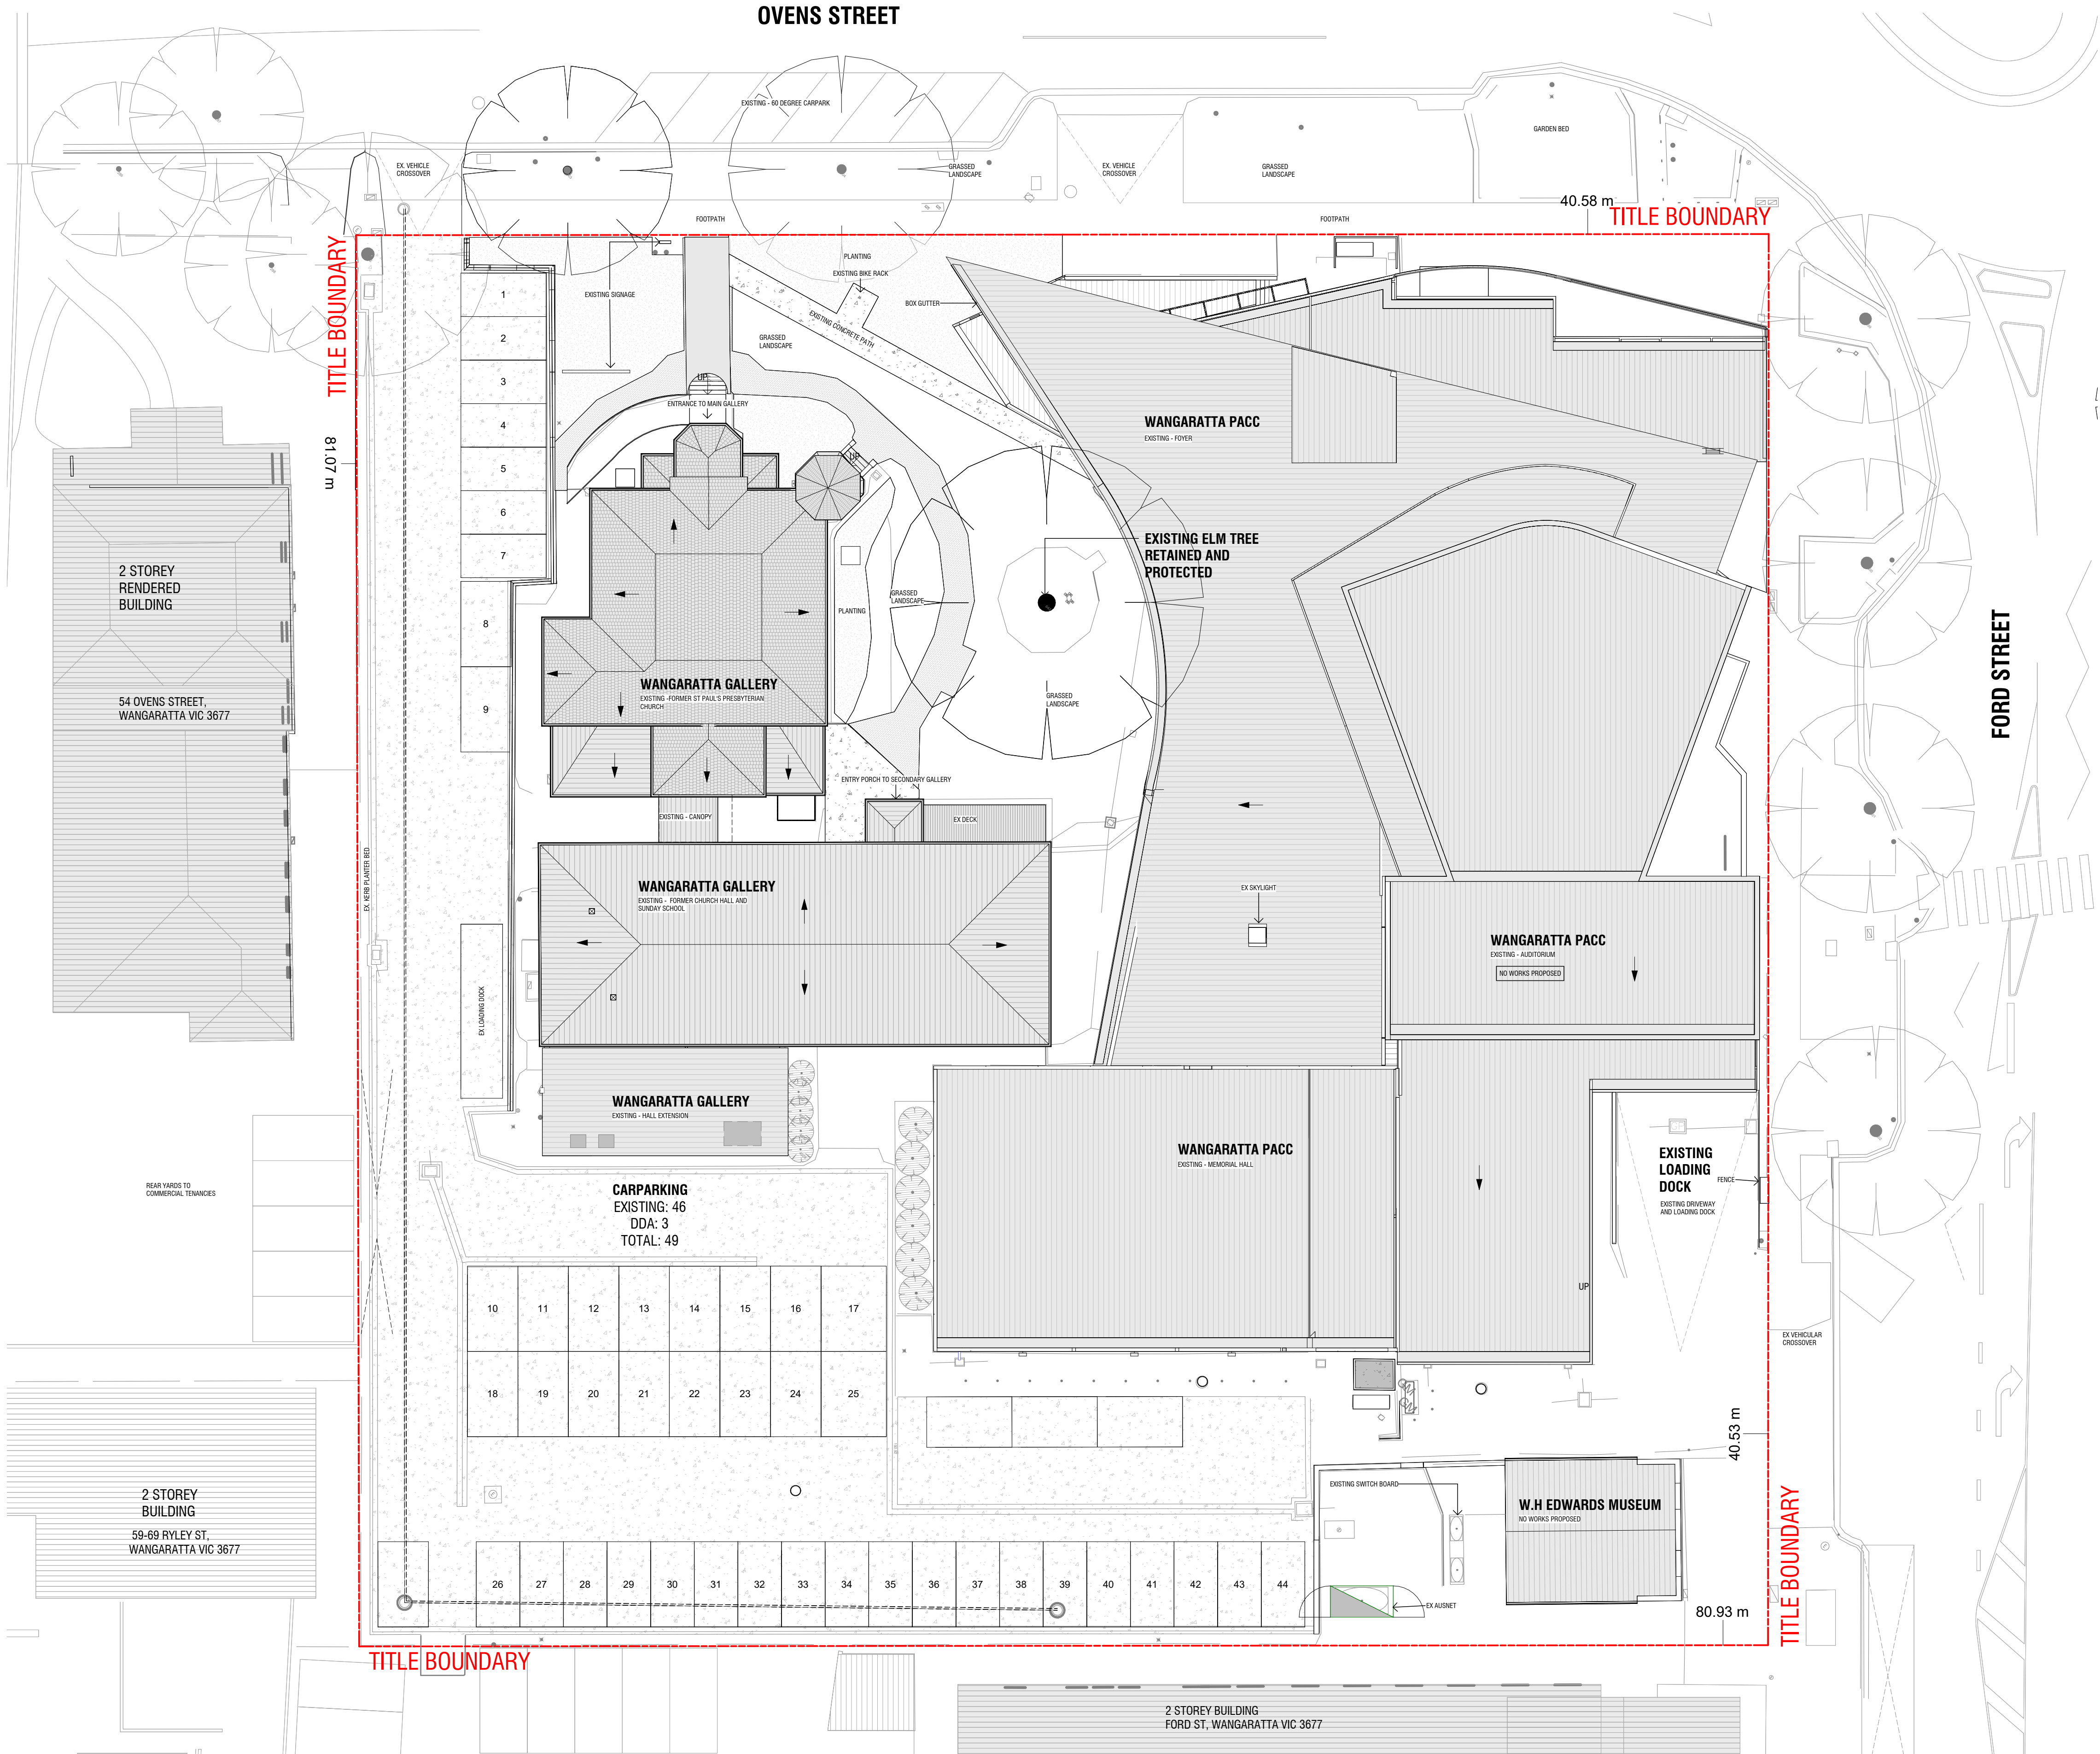 OVENS STREET
EXISTING - 60 DEGREE CARPARK
GARDEN BED
EX. VEHICLE
CROSSOVER
GRASSED
LANDSCAPE
EX. VEHICLE
CROSSOVER
GRASSED
LANDSCAPE
40.58 m
TITLE BOUNDARY
FOOTPATH
FOOTPATH
TITLE BOUNDARY
81.07 m
PLANTING
EXISTING BIKE RACK
EXISTING SIGNAGE
BOX GUTTER
EXISTING CONCRETE PATH
GRASSED
LANDSCAPE
1
2
3
4
5
6
7
8
9
UP
ENTRANCE TO MAIN GALLERY
UP
WANGARATTA PACC
EXISTING - FOYER
EXISTING ELM TREE
RETAINED AND
PROTECTED
2 STOREY
RENDERED
BUILDING
54 OVENS STREET,
WANGARATTA VIC 3677
GRASSED
LANDSCAPE
PLANTING
FORD STREET
WANGARATTA GALLERY
EXISTING -FORMER ST PAUL'S PRESBYTERIAN
CHURCH
GRASSED
LANDSCAPE
ENTRY PORCH TO SECONDARY GALLERY
EXISTING - CANOPY
EX DECK
EX. KERB PLANTER BED
WANGARATTA GALLERY
EXISTING - FORMER CHURCH HALL AND
SUNDAY SCHOOL
EX SKYLIGHT
WANGARATTA PACC
EXISTING - AUDITORIUM
NO WORKS PROPOSED
EX LOADING DOCK
WANGARATTA GALLERY
EXISTING - HALL EXTENSION
WANGARATTA PACC
EXISTING - MEMORIAL HALL
EXISTING
LOADING
DOCK
FENCE
EXISTING DRIVEWAY
AND LOADING DOCK
REAR YARDS TO
COMMERCIAL TENANCIES
CARPARKING
EXISTING: 46
DDA: 3
TOTAL: 49
UP
10 11 12 13 14 15 16 17
EX VEHICULAR
CROSSOVER
18 19 20 21 22 23 24 25
40.53 m
2 STOREY
BUILDING
59-69 RYLEY ST,
WANGARATTA VIC 3677
EXISTING SWITCH BOARD
W.H EDWARDS MUSEUM
NO WORKS PROPOSED
TITLE BOUNDARY
26 27 28 29 30 31 32 33 34 35 36 37 38 39 40 41 42 43 44
EX AUSNET
80.93 m
TITLE BOUNDARY
2 STOREY BUILDING
FORD ST, WANGARATTA VIC 3677